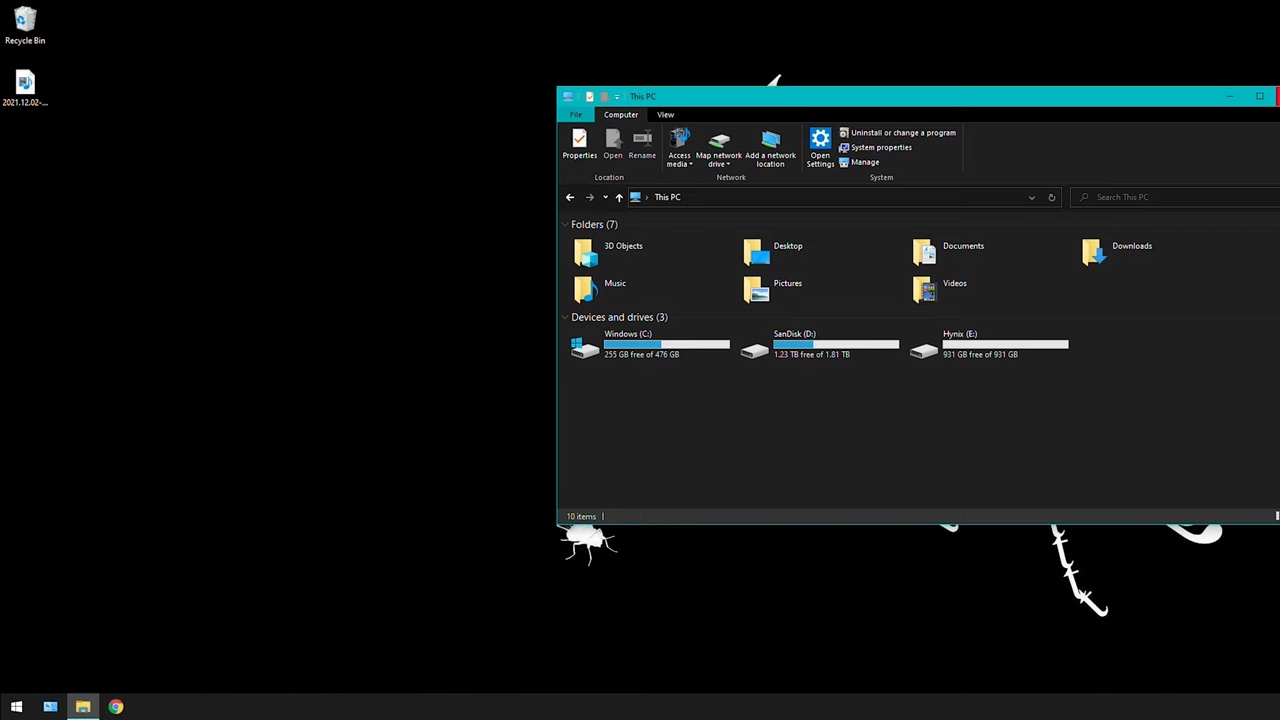 Recycle Bin
2021.12.02-...
This PC
File Computer View
Properties Open Rename Access media Map network drive Add a network location Open Settings
Uninstall or change a program
System properties
Manage
Location Network System
This PC Search This PC
Folders (7)
3D Objects Desktop Documents Downloads
Music Pictures Videos
Devices and drives (3)
Windows (C:) SanDisk (D:) Hynix (E:)
255 GB free of 476 GB 1.23 TB free of 1.81 TB 931 GB free of 931 GB
10 items